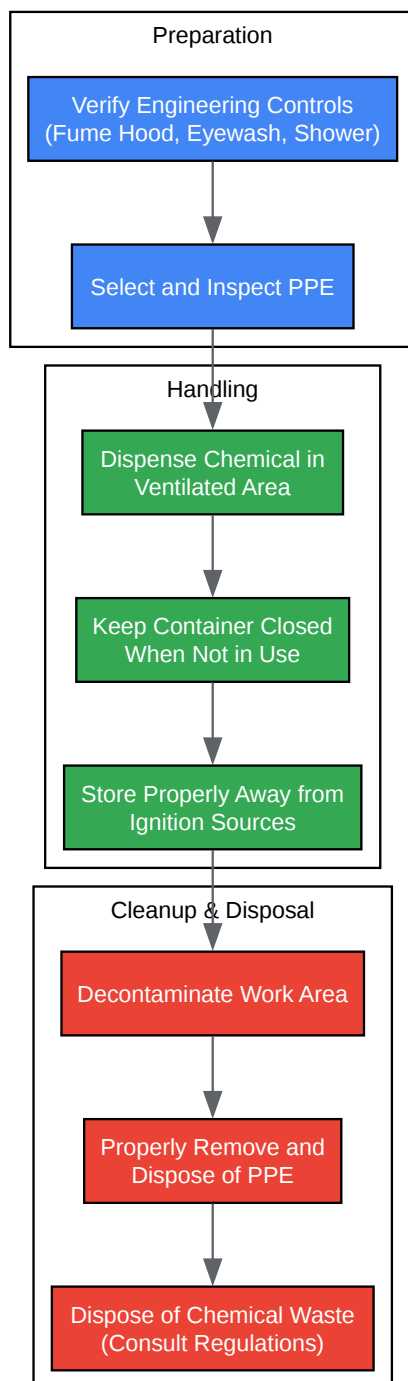 Preparation
Verify Engineering Controls
(Fume Hood, Eyewash, Shower)
Select and Inspect PPE
Handling
Dispense Chemical in
Ventilated Area
Keep Container Closed
When Not in Use
Store Properly Away from
Ignition Sources
Cleanup & Disposal
Decontaminate Work Area
Properly Remove and
Dispose of PPE
Dispose of Chemical Waste
(Consult Regulations)